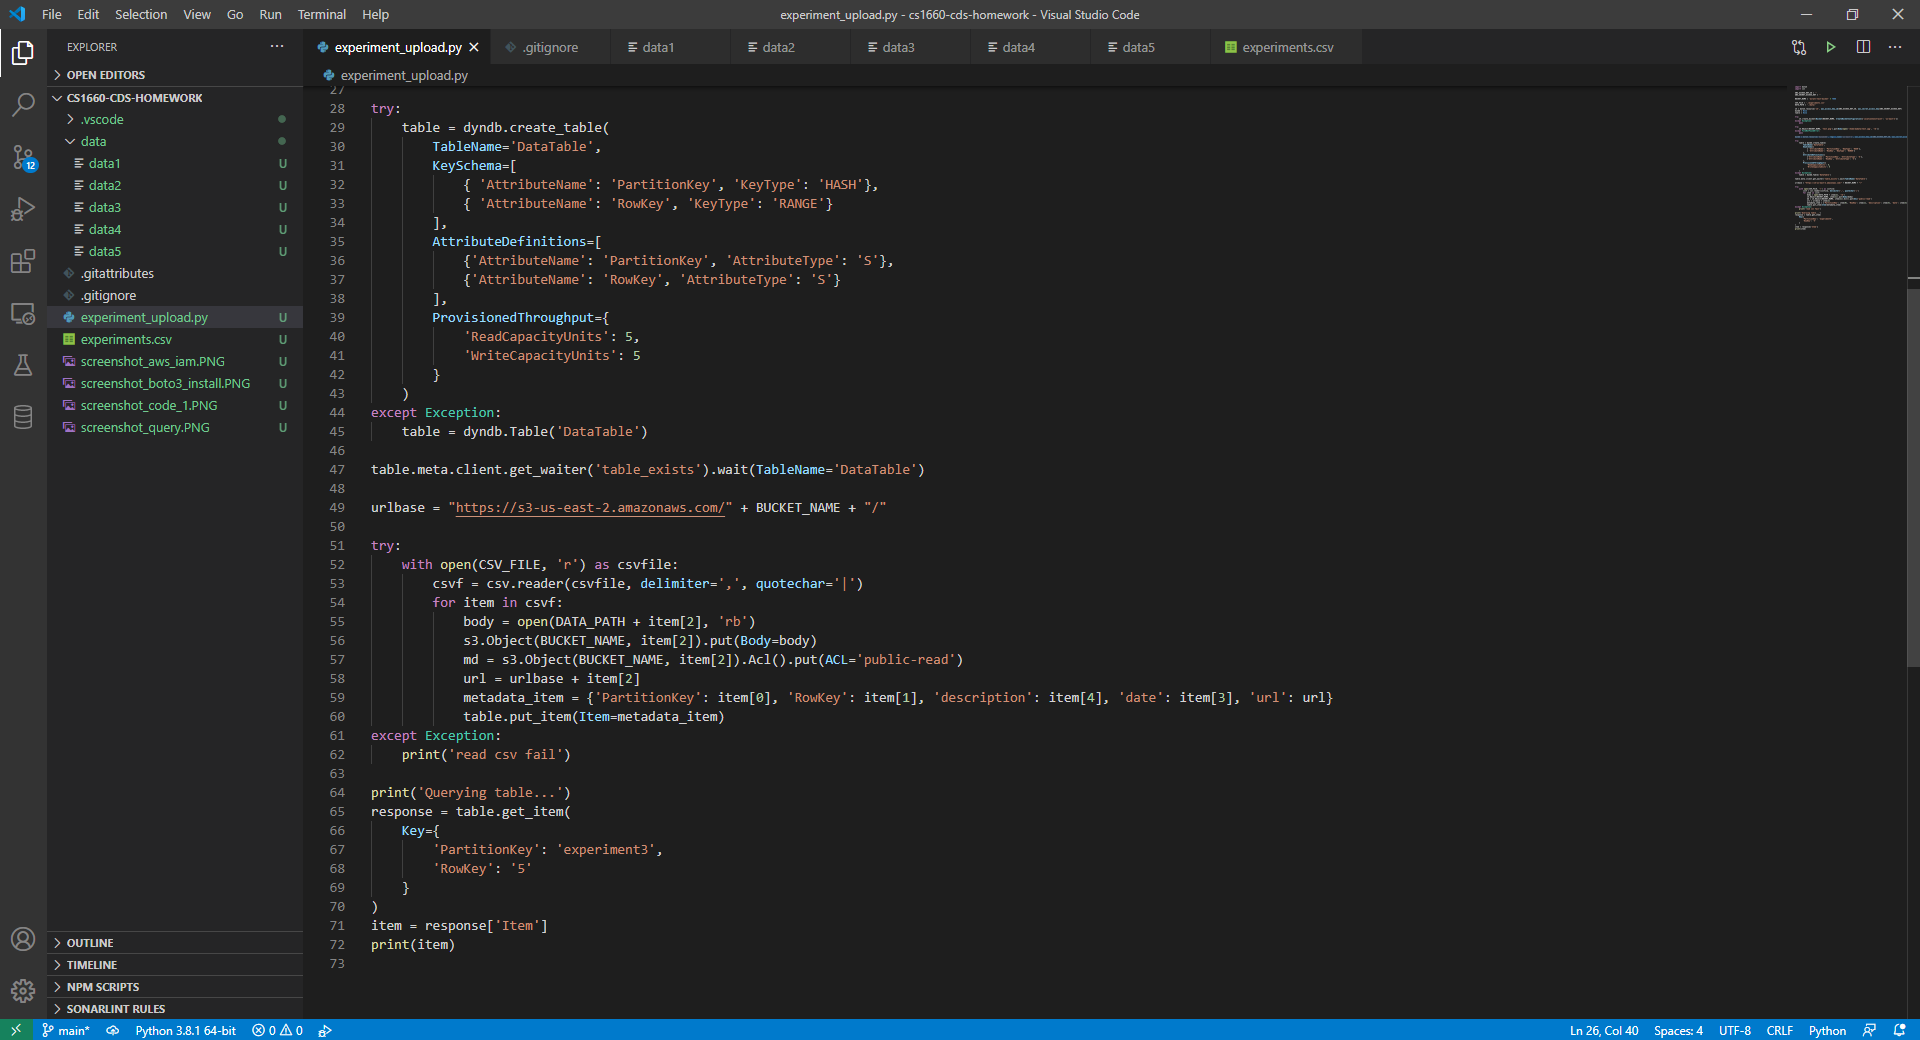 File Edit Selection View Go Run Terminal Help
experiment_upload.py - cs1660-cds-homework - Visual Studio Code
EXPLORER
OPEN EDITORS
CS1660-CDS-HOMEWORK
.vscode
data
data1 U
data2 U
data3 U
data4 U
data5 U
.gitattributes
.gitignore
experiment_upload.py U
experiments.csv U
screenshot_aws_iam.PNG U
screenshot_boto3_install.PNG U
screenshot_code_1.PNG U
screenshot_query.PNG U
12
OUTLINE
TIMELINE
NPM SCRIPTS
SONARLINT RULES
experiment_upload.py .gitignore data1 data2 data3 data4 data5 experiments.csv
experiment_upload.py
27
28 try:
29     table = dyndb.create_table(
30         TableName='DataTable',
31         KeySchema=[
32             { 'AttributeName': 'PartitionKey', 'KeyType': 'HASH'},
33             { 'AttributeName': 'RowKey', 'KeyType': 'RANGE'}
34         ],
35         AttributeDefinitions=[
36             {'AttributeName': 'PartitionKey', 'AttributeType': 'S'},
37             {'AttributeName': 'RowKey', 'AttributeType': 'S'}
38         ],
39         ProvisionedThroughput={
40             'ReadCapacityUnits': 5,
41             'WriteCapacityUnits': 5
42         }
43     )
44 except Exception:
45     table = dyndb.Table('DataTable')
46
47 table.meta.client.get_waiter('table_exists').wait(TableName='DataTable')
48
49 urlbase = "https://s3-us-east-2.amazonaws.com/" + BUCKET_NAME + "/"
50
51 try:
52     with open(CSV_FILE, 'r') as csvfile:
53         csvf = csv.reader(csvfile, delimiter=',', quotechar='|')
54         for item in csvf:
55             body = open(DATA_PATH + item[2], 'rb')
56             s3.Object(BUCKET_NAME, item[2]).put(Body=body)
57             md = s3.Object(BUCKET_NAME, item[2]).Acl().put(ACL='public-read')
58             url = urlbase + item[2]
59             metadata_item = {'PartitionKey': item[0], 'RowKey': item[1], 'description': item[4], 'date': item[3], 'url': url}
60             table.put_item(Item=metadata_item)
61 except Exception:
62     print('read csv fail')
63
64 print('Querying table...')
65 response = table.get_item(
66     Key={
67         'PartitionKey': 'experiment3',
68         'RowKey': '5'
69     }
70 )
71 item = response['Item']
72 print(item)
73
main* Python 3.8.1 64-bit 0 0 Ln 26, Col 40 Spaces: 4 UTF-8 CRLF Python